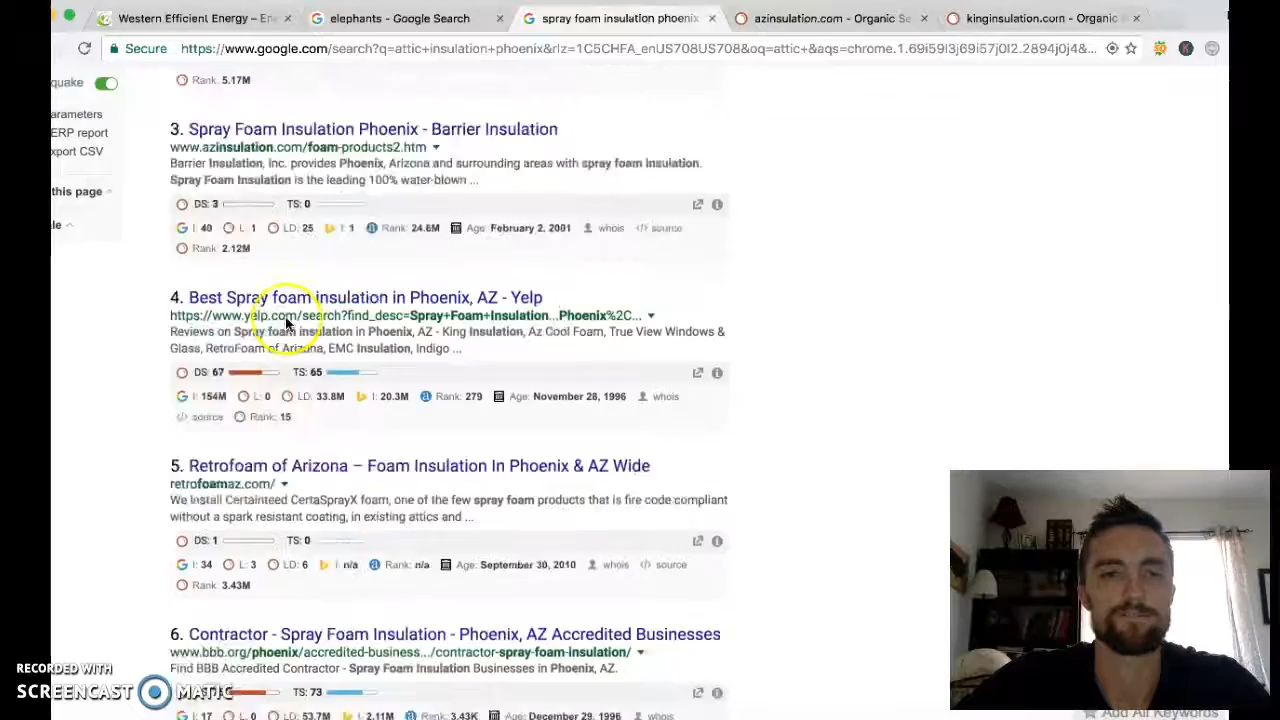 Western Efficient Energy – En
elephants - Google Search
spray foam insulation phoenix
azinsulation.com - Organic Se
kinginsulation.com - Organic
Secure https://www.google.com/search?q=attic+insulation+phoenix&rlz=1C5CHFA_enUS708US708&oq=attic+&aqs=chrome.1.69i59l3j69i57j0l2.2894j0j4&...
quake
arameters
ERP report
xport CSV
this page
le
Rank: 5.17M
3. Spray Foam Insulation Phoenix - Barrier Insulation
www.azinsulation.com/foam-products2.htm
Barrier Insulation, Inc. provides Phoenix, Arizona and surrounding areas with spray foam insulation.
Spray Foam Insulation is the leading 100% water-blown ...
DS: 3 TS: 0
I: 40 L: 1 LD: 25 I: 1 Rank: 24.6M Age: February 2, 2001 whois </> source
Rank: 2.12M
4. Best Spray foam insulation in Phoenix, AZ - Yelp
https://www.yelp.com/search?find_desc=Spray+Foam+Insulation...Phoenix%2C...
Reviews on Spray foam insulation in Phoenix, AZ - King Insulation, Az Cool Foam, True View Windows &
Glass, RetroFoam of Arizona, EMC Insulation, Indigo ...
DS: 67 TS: 65
I: 154M L: 0 LD: 33.8M I: 20.3M Rank: 279 Age: November 28, 1996 whois
</> source Rank: 15
5. Retrofoam of Arizona – Foam Insulation In Phoenix & AZ Wide
retrofoamaz.com/
We Install Certainteed CertaSprayX foam, one of the few spray foam products that is fire code compliant
without a spark resistant coating, in existing attics and ...
DS: 1 TS: 0
I: 34 L: 3 LD: 6 I: n/a Rank: n/a Age: September 30, 2010 whois </> source
Rank: 3.43M
6. Contractor - Spray Foam Insulation - Phoenix, AZ Accredited Businesses
www.bbb.org/phoenix/accredited-business.../contractor-spray-foam-insulation/
Find BBB Accredited Contractor - Spray Foam Insulation Businesses in Phoenix, AZ.
TS: 73
I: 17 L: 0 LD: 53.7M I: 2.11M Rank: 3.43K Age: December 29, 1996 whois
Add All Keywords
RECORDED WITH
SCREENCAST MATIC